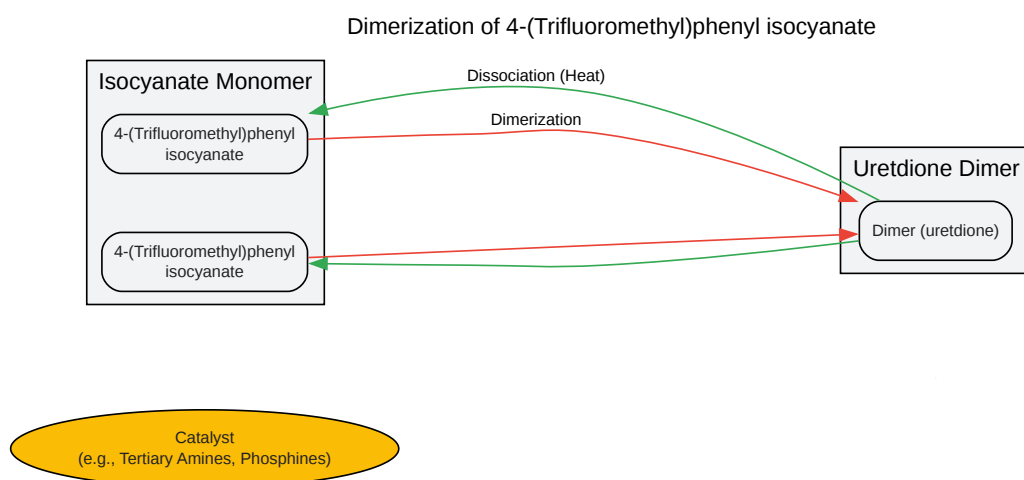 Dimerization of 4-(Trifluoromethyl)phenyl isocyanate
Isocyanate Monomer
4-(Trifluoromethyl)phenyl
isocyanate
4-(Trifluoromethyl)phenyl
isocyanate
Dissociation (Heat)
Dimerization
Uretdione Dimer
Dimer (uretdione)
Catalyst
(e.g., Tertiary Amines, Phosphines)